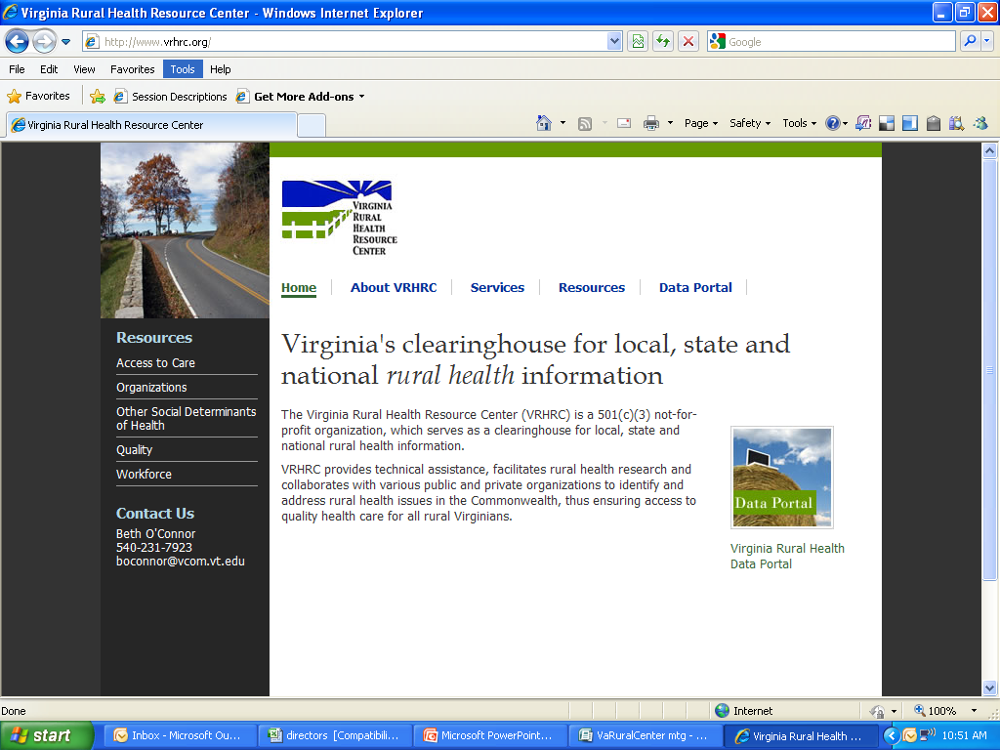 Virginia Rural Health Resource Center - Windows Internet Explorer
http://www.vrhrc.org/
Google
File Edit View Favorites Tools Help
Favorites Session Descriptions Get More Add-ons
Virginia Rural Health Resource Center
Page Safety Tools
VIRGINIA
RURAL
HEALTH
RESOURCE
CENTER
Home About VRHRC Services Resources Data Portal
Resources
Access to Care
Organizations
Other Social Determinants
of Health
Quality
Workforce
Contact Us
Beth O'Connor
540-231-7923
boconnor@vcom.vt.edu
Virginia's clearinghouse for local, state and
national rural health information
The Virginia Rural Health Resource Center (VRHRC) is a 501(c)(3) not-for-
profit organization, which serves as a clearinghouse for local, state and
national rural health information.
VRHRC provides technical assistance, facilitates rural health research and
collaborates with various public and private organizations to identify and
address rural health issues in the Commonwealth, thus ensuring access to
quality health care for all rural Virginians.
Data Portal
Virginia Rural Health
Data Portal
Done Internet 100%
start Inbox - Microsoft Ou... directors [Compatibili... Microsoft PowerPoint... VaRuralCenter mtg - ... Virginia Rural Health ... 10:51 AM